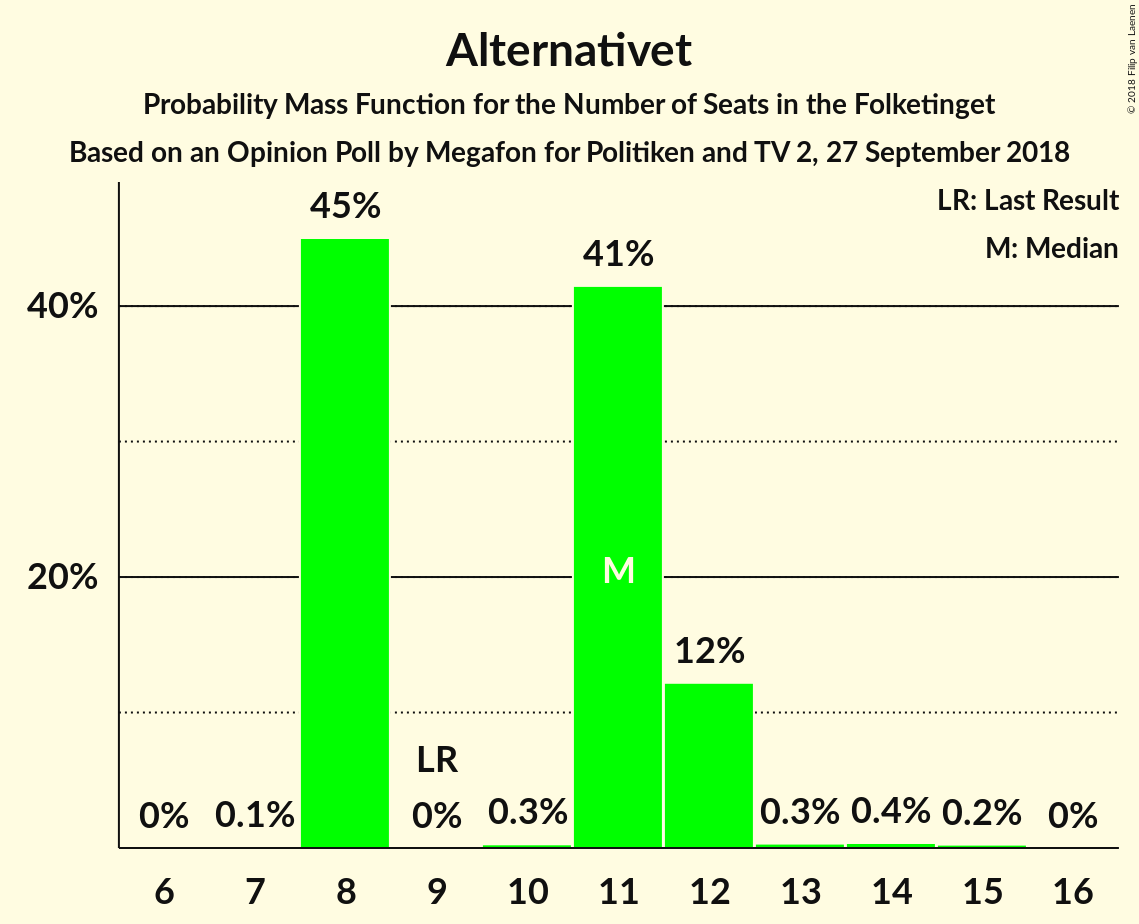 Alternativet
Probability Mass Function for the Number of Seats in the Folketinget
Based on an Opinion Poll by Megafon for Politiken and TV 2, 27 September 2018
© 2018 Filip van Laenen
LR: Last Result
M: Median
45%
41%
40%
M
20%
12%
LR
0%
0.1%
0%
0.3%
0.3%
0.4%
0.2%
0%
6 7 8 9 10 11 12 13 14 15 16